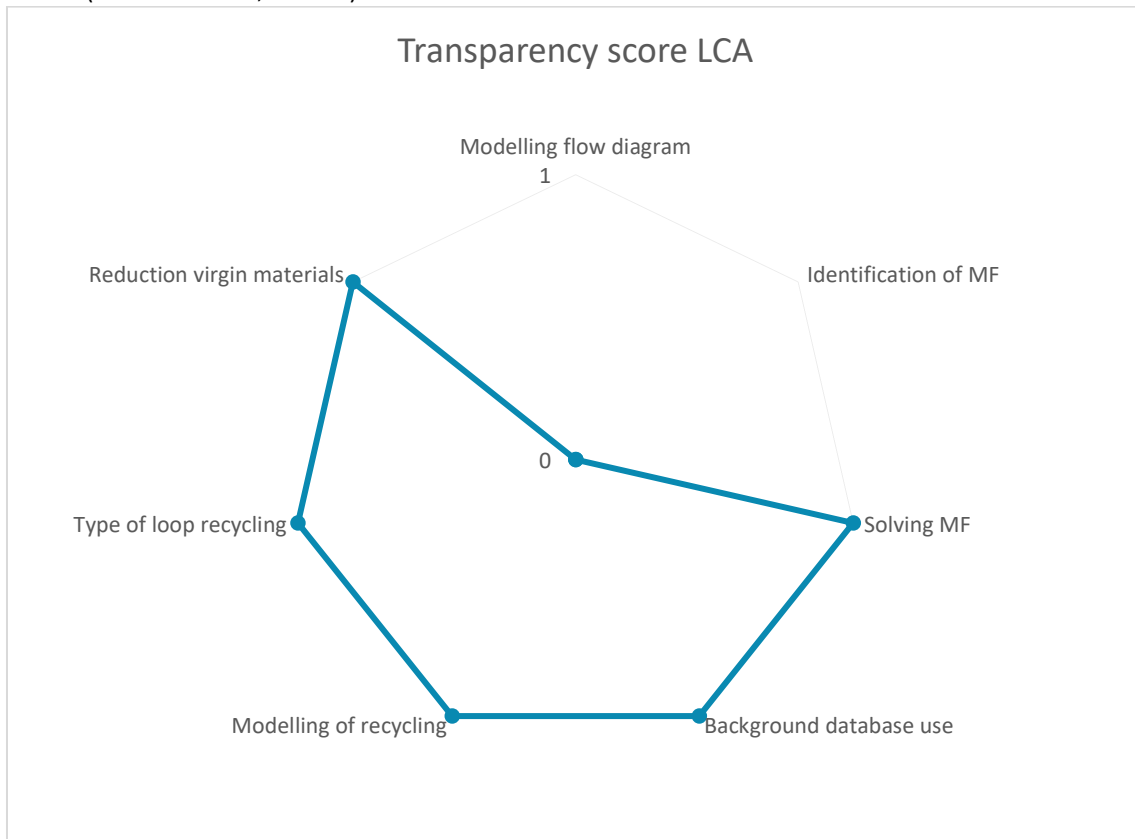 Transparency score LCA
Modelling flow diagram
1
Reduction virgin materials
Identification of MF
0
Type of loop recycling
Solving MF
Modelling of recycling
Background database use